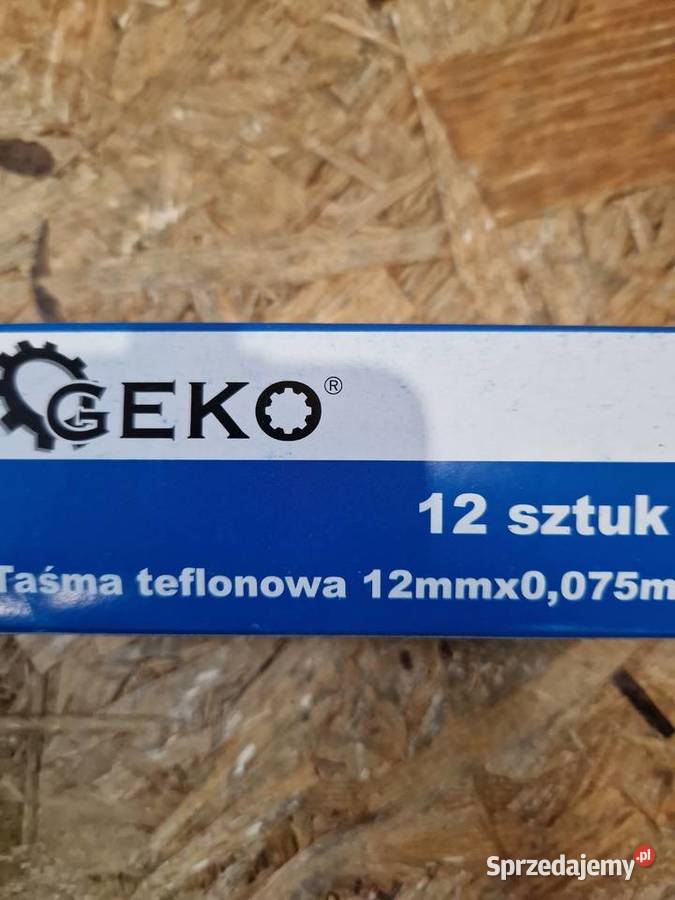 GEKO®
12 sztuk
Taśma teflonowa 12mmx0,075m
Sprzedajemy.pl